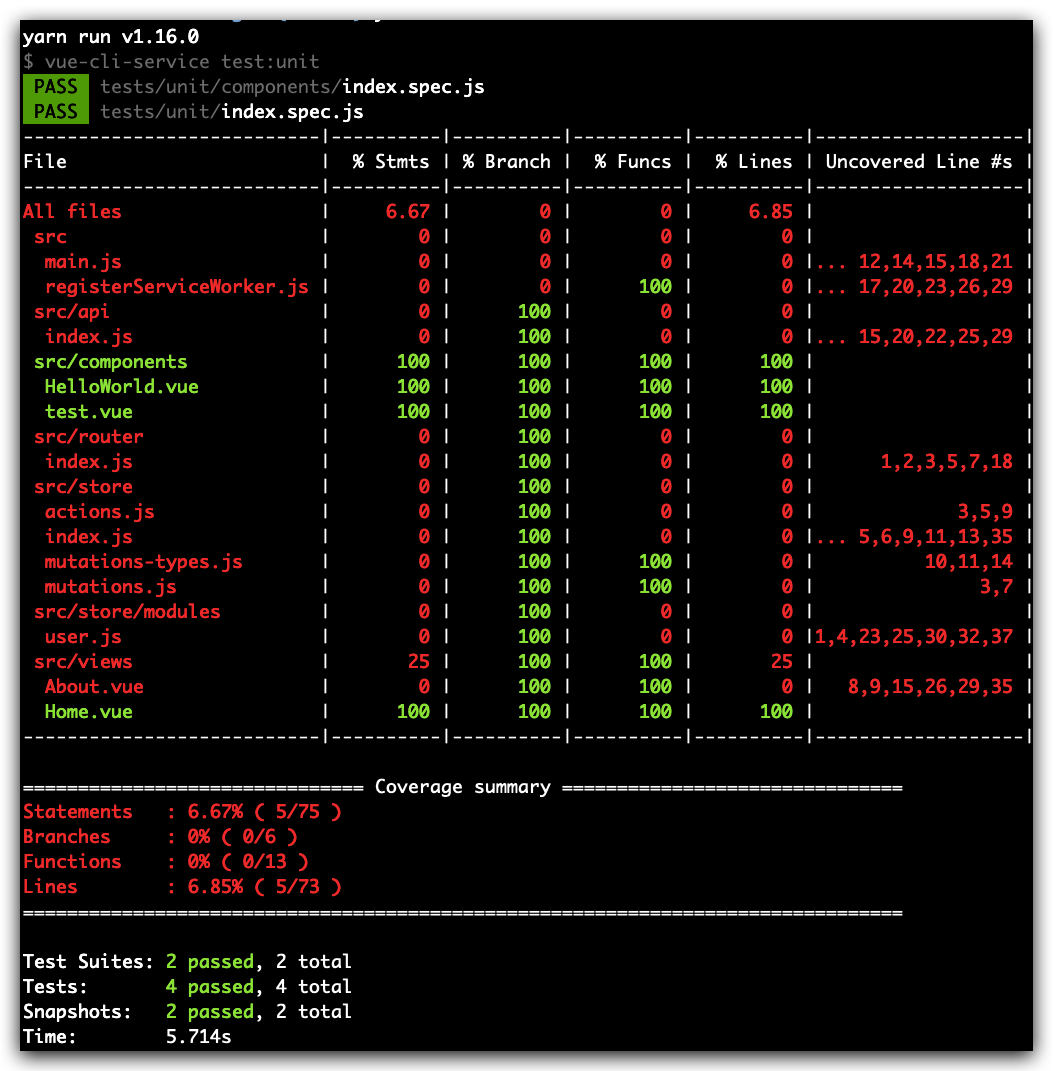 yarn run v1.16.0
$ vue-cli-service test:unit
PASS tests/unit/components/index.spec.js
PASS tests/unit/index.spec.js
---------------------------|----------|----------|----------|----------|-------------------|
File                       |  % Stmts | % Branch |  % Funcs |  % Lines | Uncovered Line #s |
---------------------------|----------|----------|----------|----------|-------------------|
All files                  |     6.67 |        0 |        0 |     6.85 |                   |
 src                       |        0 |        0 |        0 |        0 |                   |
  main.js                  |        0 |        0 |        0 |        0 |... 12,14,15,18,21 |
  registerServiceWorker.js |        0 |        0 |      100 |        0 |... 17,20,23,26,29 |
 src/api                   |        0 |      100 |        0 |        0 |                   |
  index.js                 |        0 |      100 |        0 |        0 |... 15,20,22,25,29 |
 src/components            |      100 |      100 |      100 |      100 |                   |
  HelloWorld.vue           |      100 |      100 |      100 |      100 |                   |
  test.vue                 |      100 |      100 |      100 |      100 |                   |
 src/router                |        0 |      100 |        0 |        0 |                   |
  index.js                 |        0 |      100 |        0 |        0 |      1,2,3,5,7,18 |
 src/store                 |        0 |      100 |        0 |        0 |                   |
  actions.js               |        0 |      100 |        0 |        0 |             3,5,9 |
  index.js                 |        0 |      100 |        0 |        0 |... 5,6,9,11,13,35 |
  mutations-types.js       |        0 |      100 |      100 |        0 |          10,11,14 |
  mutations.js             |        0 |      100 |      100 |        0 |               3,7 |
 src/store/modules         |        0 |      100 |        0 |        0 |                   |
  user.js                  |        0 |      100 |        0 |        0 |1,4,23,25,30,32,37 |
 src/views                 |       25 |      100 |      100 |       25 |                   |
  About.vue                |        0 |      100 |      100 |        0 |   8,9,15,26,29,35 |
  Home.vue                 |      100 |      100 |      100 |      100 |                   |
---------------------------|----------|----------|----------|----------|-------------------|
=============================== Coverage summary ===============================
Statements   : 6.67% ( 5/75 )
Branches     : 0% ( 0/6 )
Functions    : 0% ( 0/13 )
Lines        : 6.85% ( 5/73 )
================================================================================
Test Suites: 2 passed, 2 total
Tests:       4 passed, 4 total
Snapshots:   2 passed, 2 total
Time:        5.714s